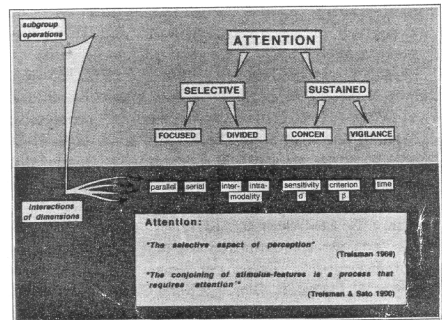 subgroup
operations
ATTENTION
SELECTIVE
SUSTAINED
FOCUSED
DIVIDED
CONCEN
VIGILANCE
parallel serial inter- intra- sensitivity criterion time
modality d' β
Interactions
of dimensions
Attention:
"The selective aspect of perception"
(Treisman 1969)
"The conjoining of stimulus-features is a process that
requires attention'"
(Treisman & Sato 1990)